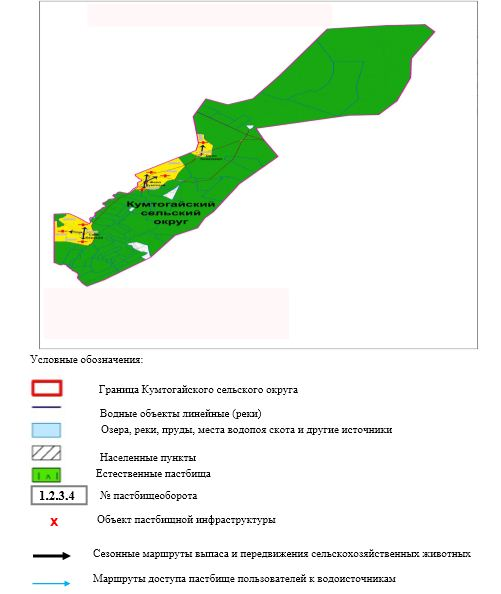 Кумтогайский
сельский
округ
Условные обозначения:
Граница Кумтогайского сельского округа
Водные объекты линейные (реки)
Озера, реки, пруды, места водопоя скота и другие источники
Населенные пункты
Естественные пастбища
1.2.3.4 № пастбищеоборота
x Объект пастбищной инфраструктуры
Сезонные маршруты выпаса и передвижения сельскохозяйственных животных
Маршруты доступа пастбище пользователей к водоисточникам